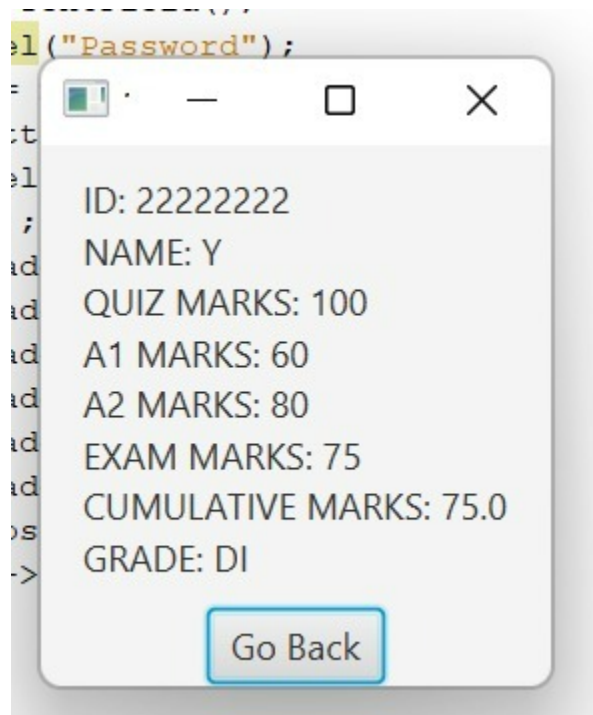 el("Password");
ID: 22222222
NAME: Y
QUIZ MARKS: 100
A1 MARKS: 60
A2 MARKS: 80
EXAM MARKS: 75
CUMULATIVE MARKS: 75.0
GRADE: DI
Go Back